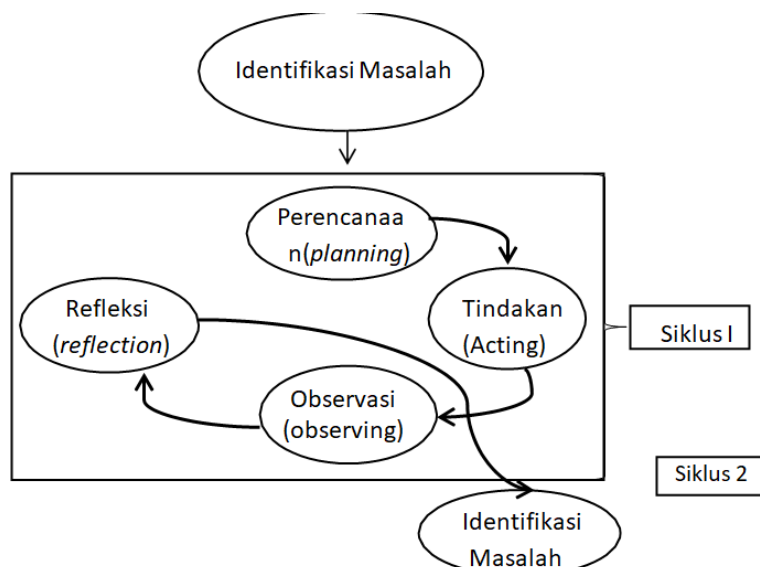 Identifikasi Masalah
Perencanaa
n(planning)
Refleksi
(reflection)
Tindakan
(Acting)
Siklus I
Observasi
(observing)
Siklus 2
Identifikasi
Masalah